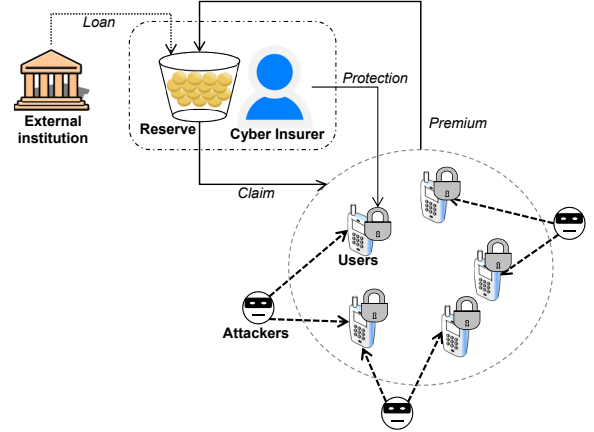 Loan
Protection
External
institution
Reserve
Cyber Insurer
Premium
Claim
Users
Attackers